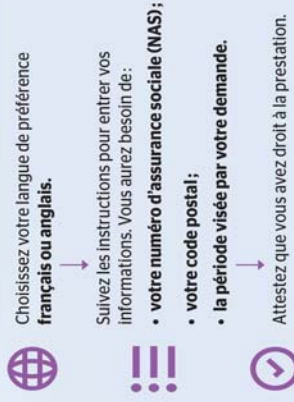 Choisissez votre langue de préférence
français ou anglais.
Suivez les instructions pour entrer vos
informations. Vous aurez besoin de :
• votre numéro d'assurance sociale (NAS);
• votre code postal;
• la période visée par votre demande.
Attestez que vous avez droit à la prestation.